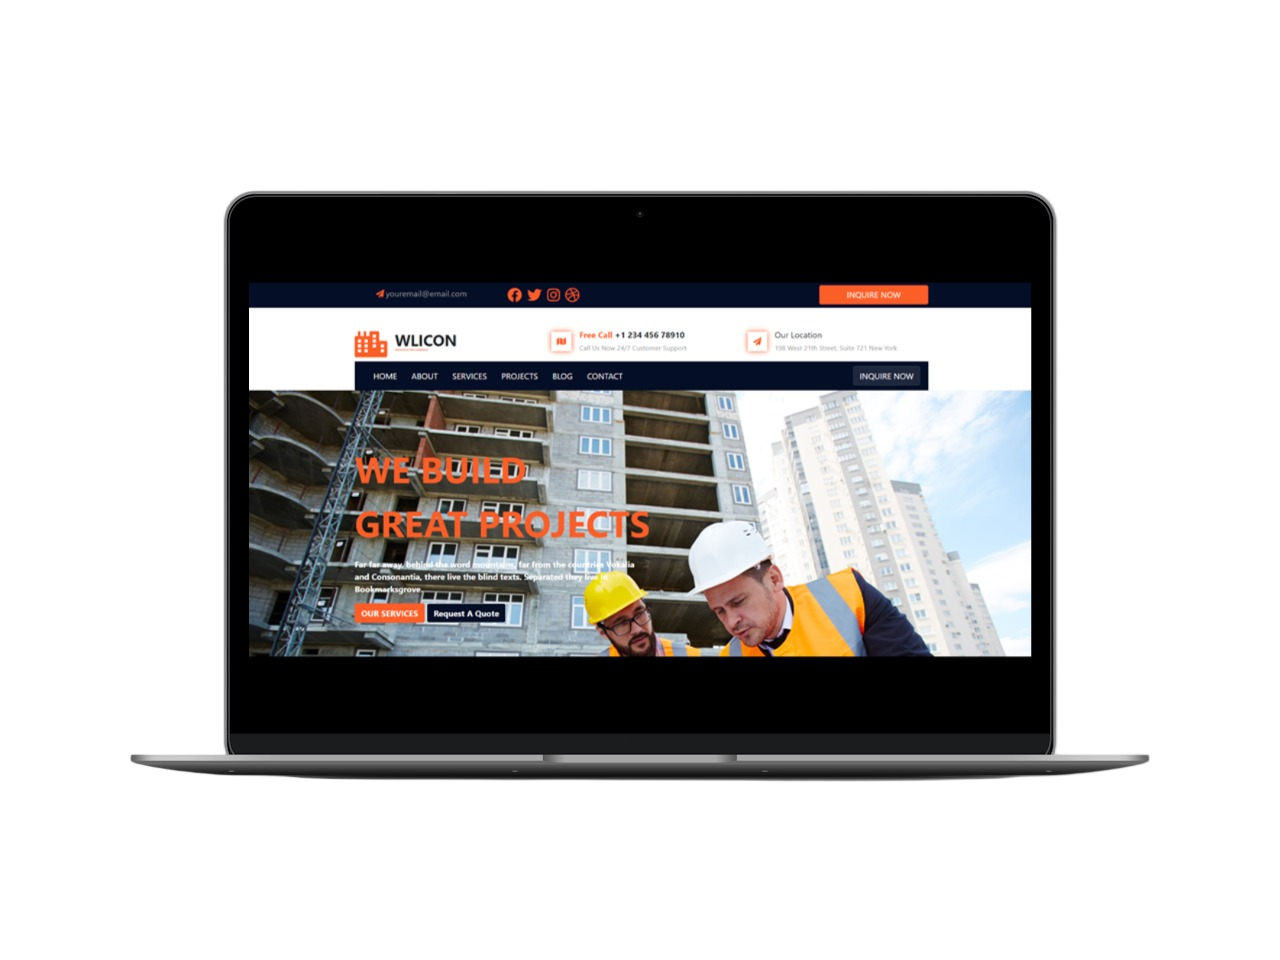 youremail@email.com
INQUIRE NOW
WLICON
Free Call +1 234 456 78910
Call Us Now 24/7 Customer Support
Our Location
198 West 21th Street, Suite 721 New York
HOME ABOUT SERVICES PROJECTS BLOG CONTACT INQUIRE NOW
WE BUILD
GREAT PROJECTS
Far far away, behind the word mountains, far from the countries Vokalia
and Consonantia, there live the blind texts. Separated they live in
Bookmarksgrove.
OUR SERVICES Request A Quote